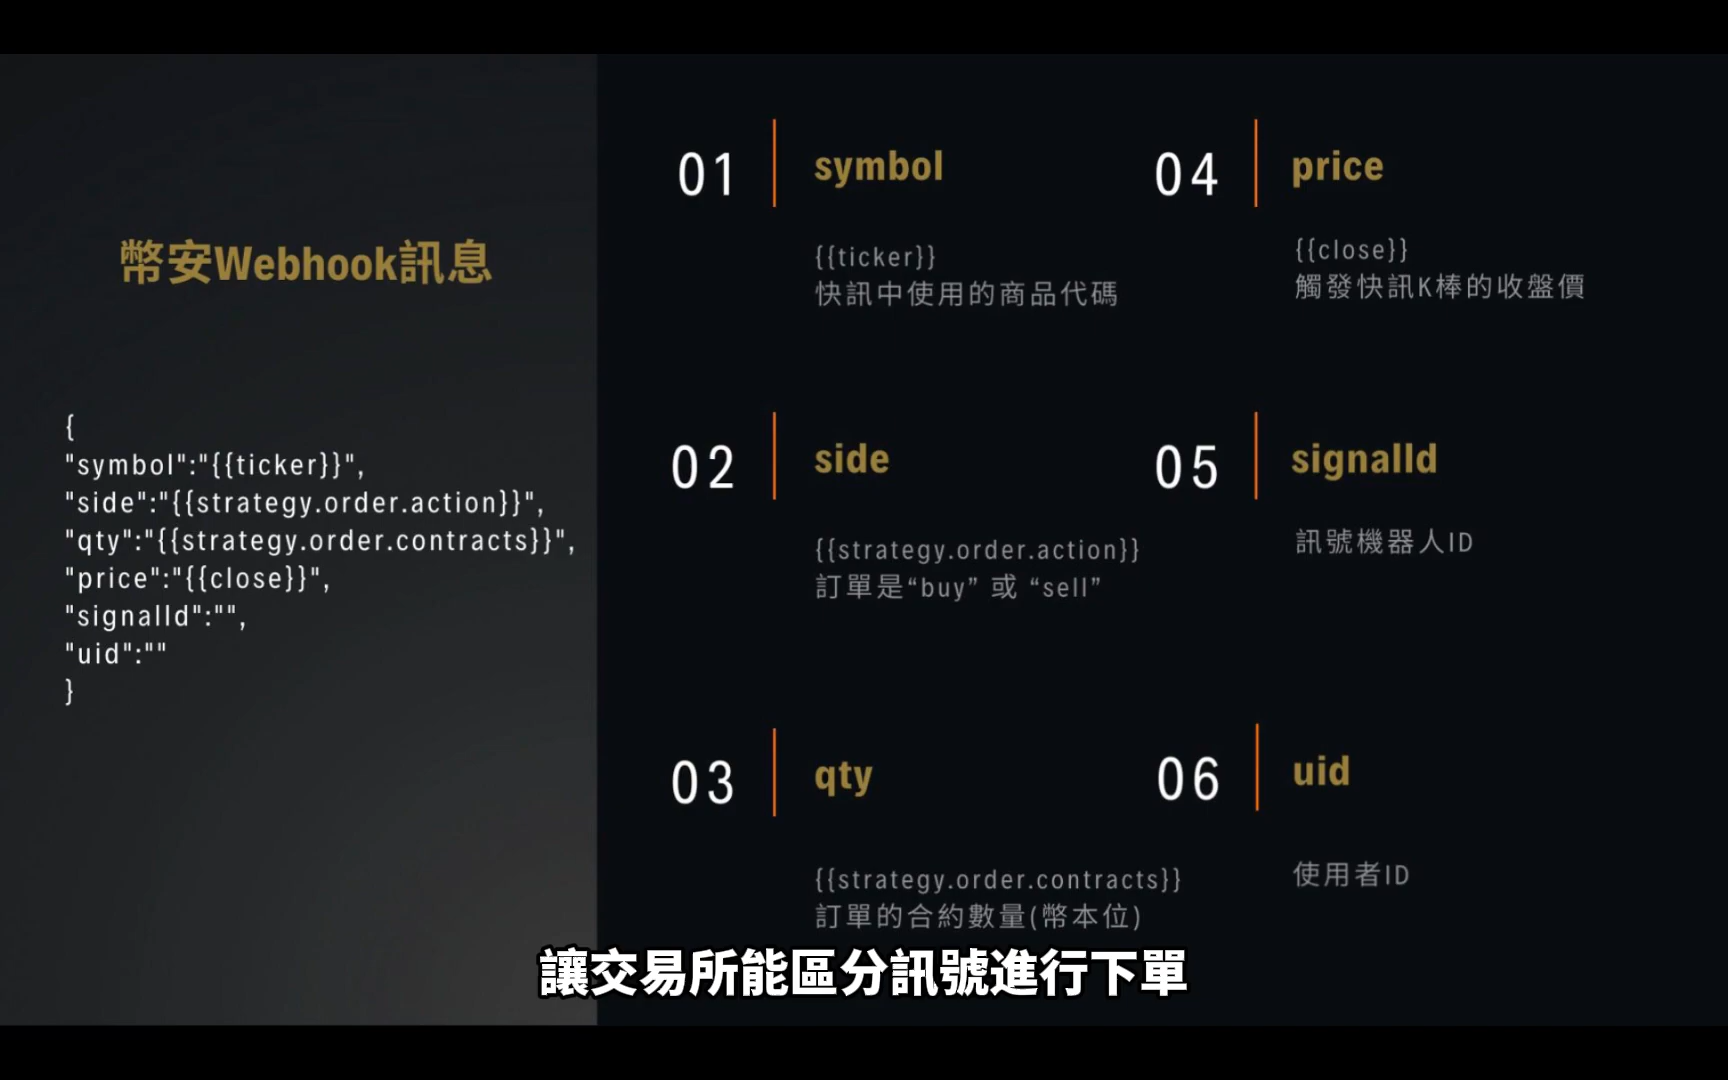 幣安Webhook訊息
{
"symbol":"{{ticker}}",
"side":"{{strategy.order.action}}",
"qty":"{{strategy.order.contracts}}",
"price":"{{close}}",
"signalId":"",
"uid":""
}
01
symbol
{{ticker}}
快訊中使用的商品代碼
02
side
{{strategy.order.action}}
訂單是“buy” 或 “sell”
03
qty
{{strategy.order.contracts}}
訂單的合約數量(幣本位)
04
price
{{close}}
觸發快訊K棒的收盤價
05
signalId
訊號機器人ID
06
uid
使用者ID
讓交易所能區分訊號進行下單